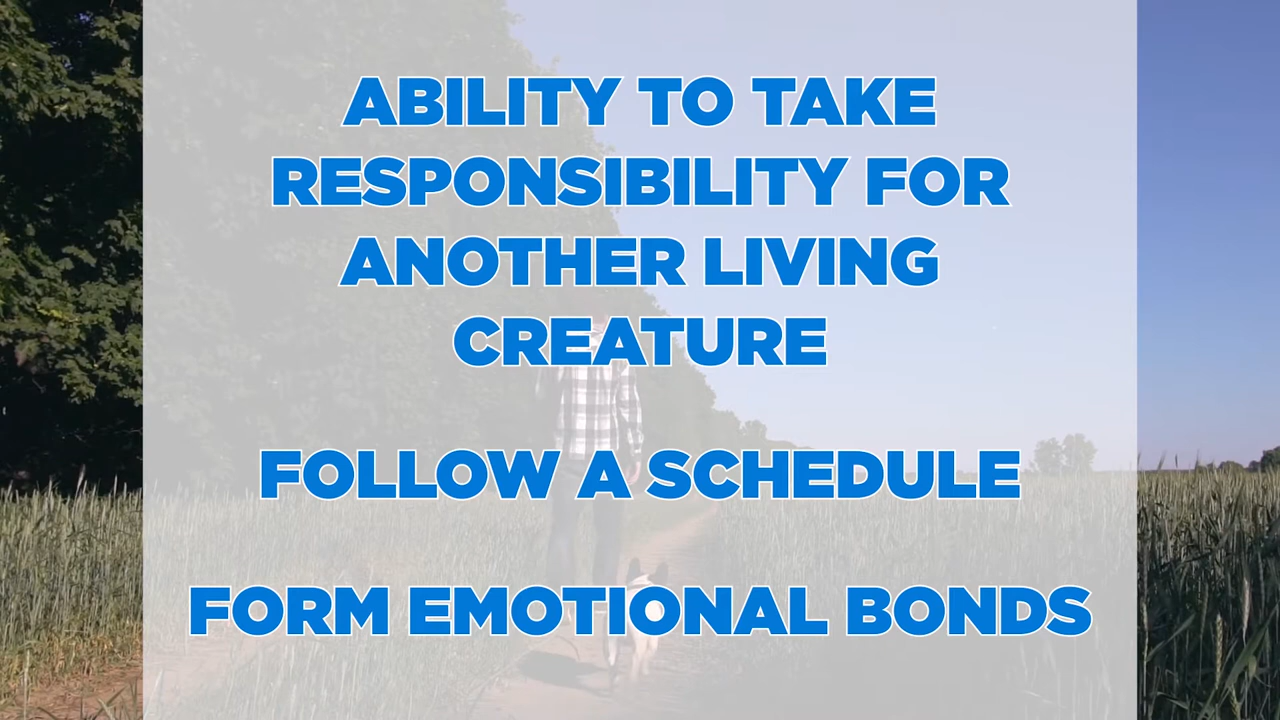 ABILITY TO TAKE
RESPONSIBILITY FOR
ANOTHER LIVING
CREATURE
FOLLOW A SCHEDULE
FORM EMOTIONAL BONDS